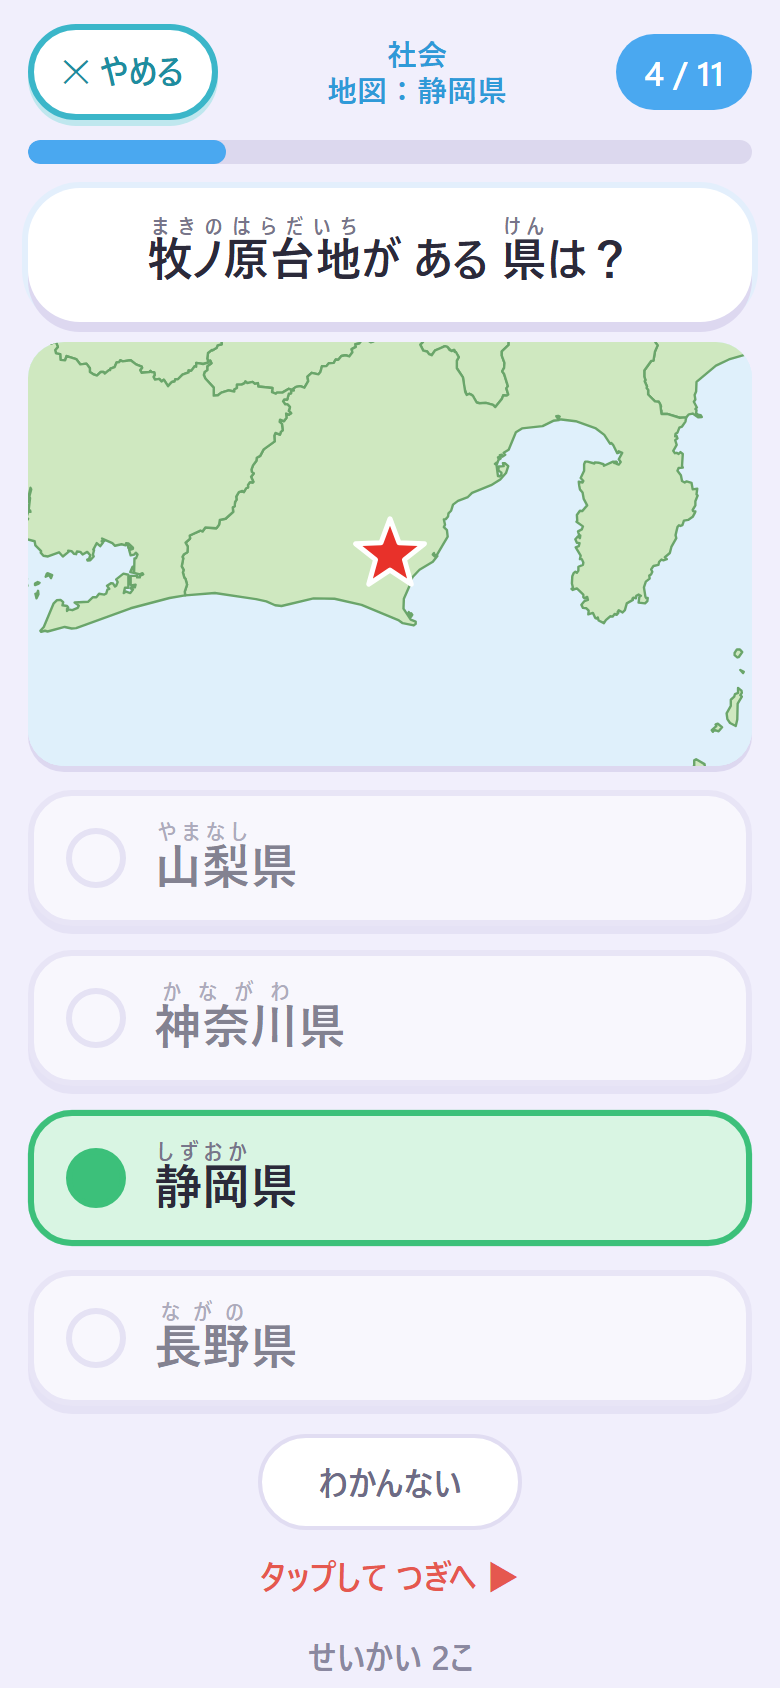 × やめる
社会
地図：静岡県
4 / 11
まきのはらだいち けん
牧ノ原台地が ある 県は？
やまなし
山梨県
かながわ
神奈川県
しずおか
静岡県
ながの
長野県
わかんない
タップして つぎへ ▶
せいかい 2こ